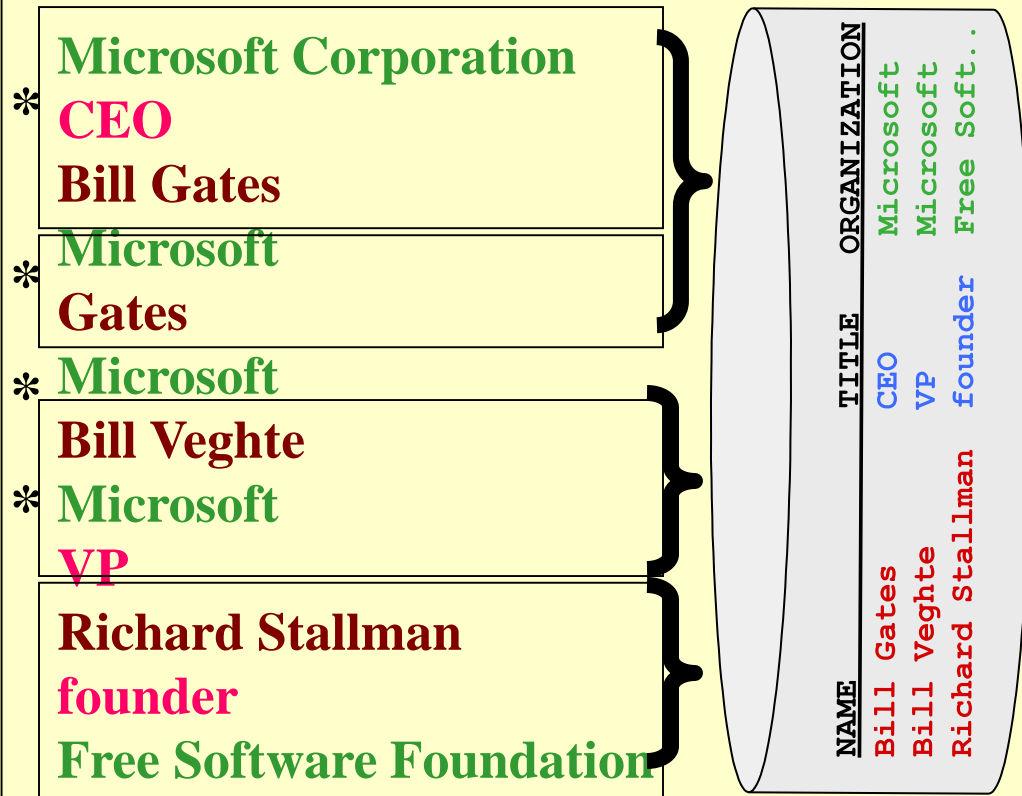 Microsoft Corporation
*
CEO
Bill Gates
Microsoft
*
Gates
Microsoft
*
Bill Veghte
Microsoft
*
VP
Richard Stallman
founder
Free Software Foundation
NAME TITLE ORGANIZATION
Bill Gates CEO Microsoft
Bill Veghte VP Microsoft
Richard Stallman founder Free Soft..